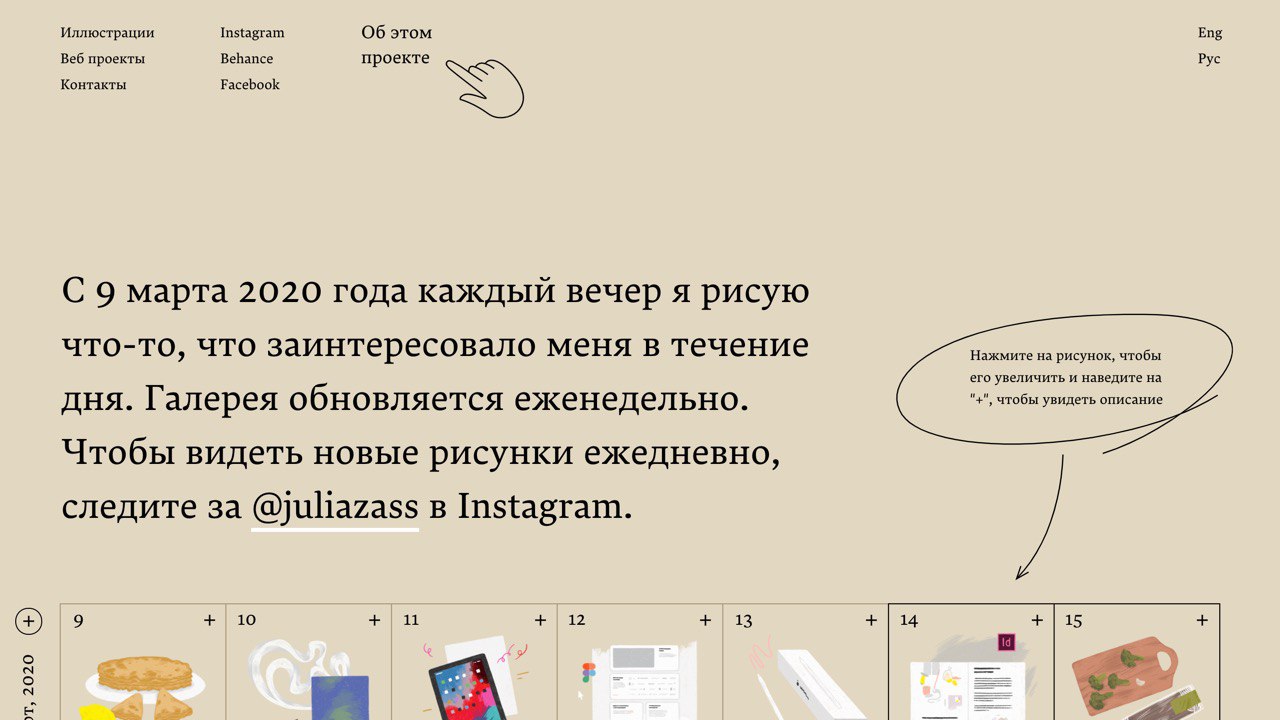 Иллюстрации
Веб проекты
Контакты
Instagram
Behance
Facebook
Об этом
проекте
Eng
Рус
С 9 марта 2020 года каждый вечер я рисую
что-то, что заинтересовало меня в течение
дня. Галерея обновляется еженедельно.
Чтобы видеть новые рисунки ежедневно,
следите за @juliazass в Instagram.
Нажмите на рисунок, чтобы
его увеличить и наведите на
"+", чтобы увидеть описание
+
9 +
10 +
11 +
12 +
13 +
14 +
15 +
Id
2020